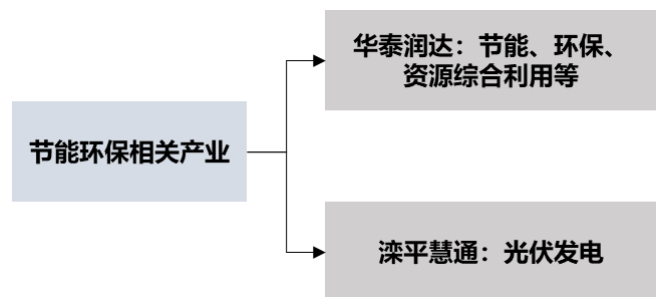 华泰润达：节能、环保、
资源综合利用等
节能环保相关产业
滦平慧通：光伏发电